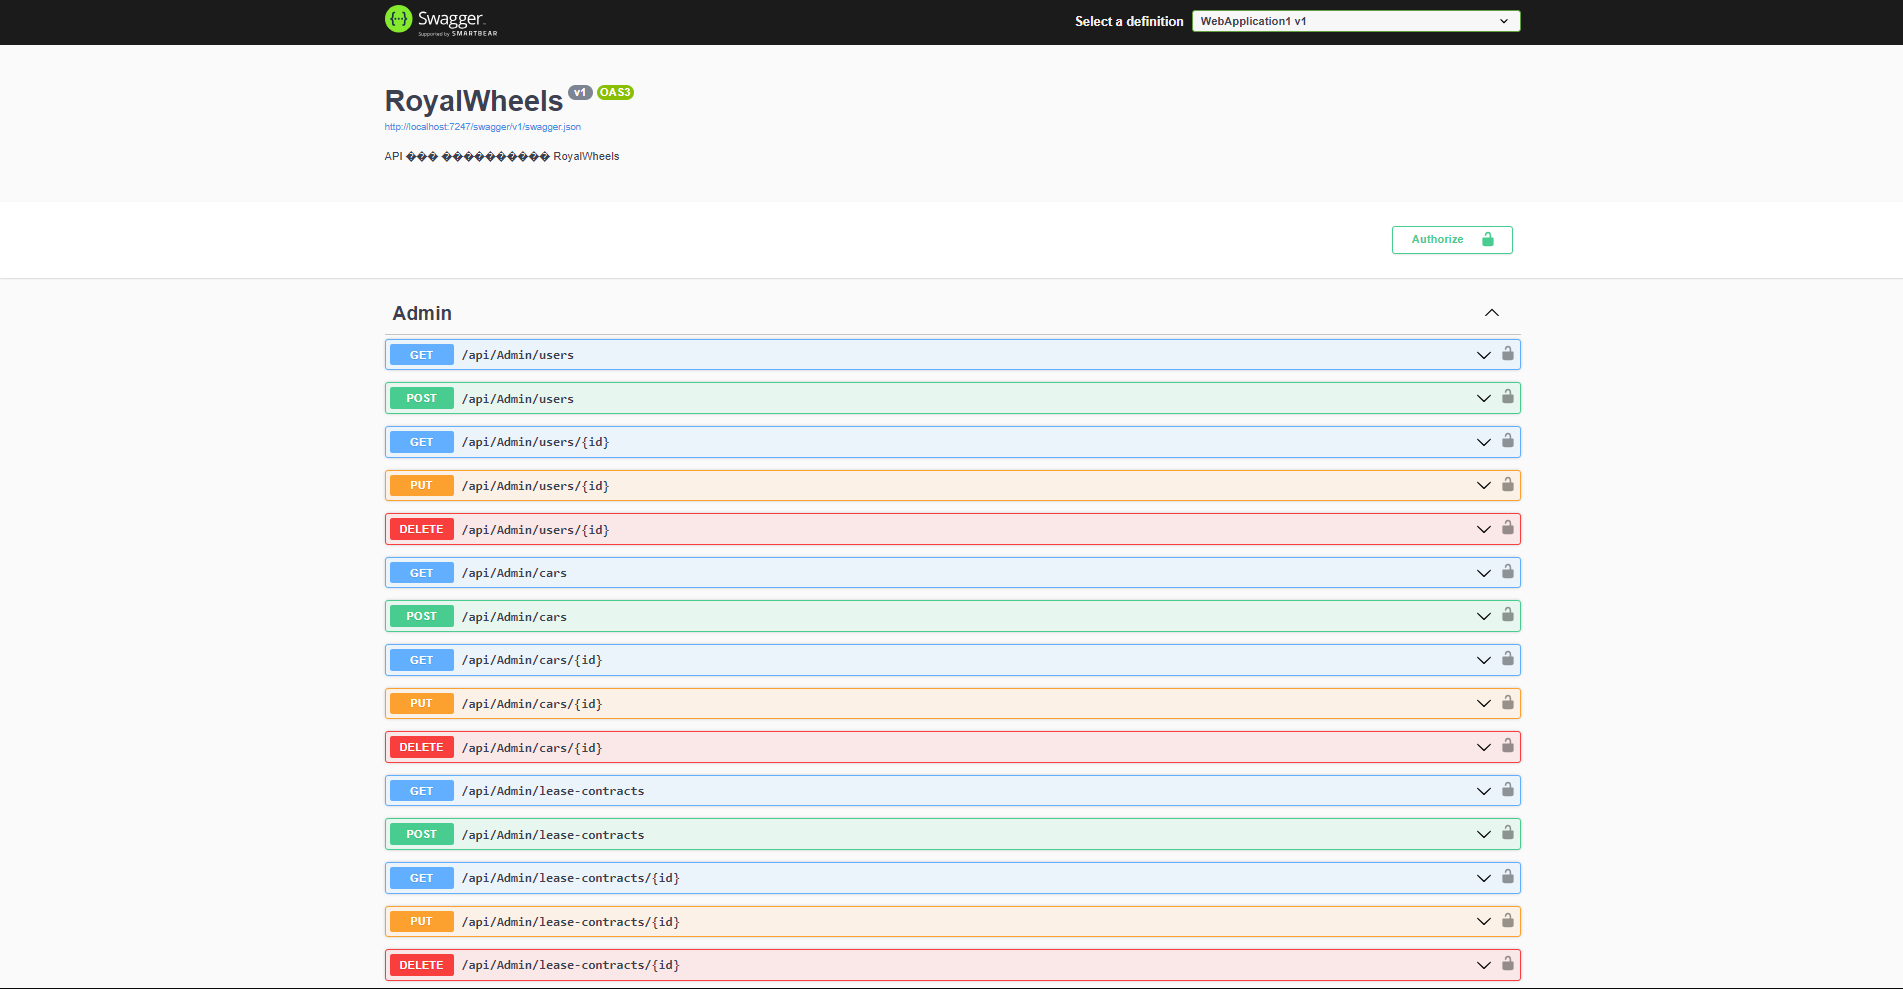 Swagger
Supported by SMARTBEAR
Select a definition
WebApplication1 v1
RoyalWheels v1 OAS3
http://localhost:7247/swagger/v1/swagger.json
API ��� ���������� RoyalWheels
Authorize
Admin
GET /api/Admin/users
POST /api/Admin/users
GET /api/Admin/users/{id}
PUT /api/Admin/users/{id}
DELETE /api/Admin/users/{id}
GET /api/Admin/cars
POST /api/Admin/cars
GET /api/Admin/cars/{id}
PUT /api/Admin/cars/{id}
DELETE /api/Admin/cars/{id}
GET /api/Admin/lease-contracts
POST /api/Admin/lease-contracts
GET /api/Admin/lease-contracts/{id}
PUT /api/Admin/lease-contracts/{id}
DELETE /api/Admin/lease-contracts/{id}